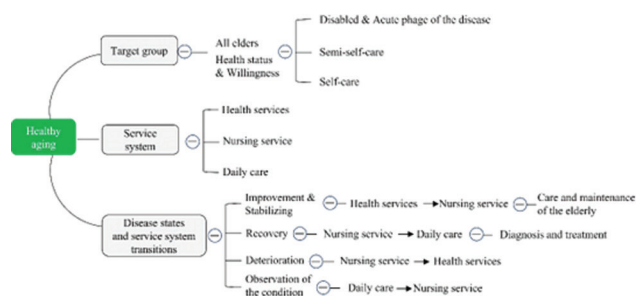 Healthy
aging
Target group
All elders
Health status
& Willingness
Disabled & Acute phage of the disease
Semi-self-care
Self-care
Service
system
Health services
Nursing service
Daily care
Disease states
and service system
transitions
Improvement &
Stabilizing
Health services
Nursing service
Care and maintenance
of the elderly
Recovery
Nursing service
Daily care
Diagnosis and treatment
Deterioration
Nursing service
Health services
Observation of
the condition
Daily care
Nursing service